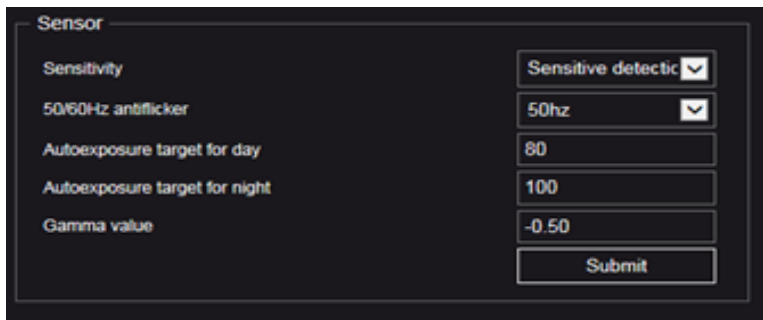 Sensor
Sensitivity Sensitive detectic
50/60Hz antiflicker 50hz
Autoexposure target for day 80
Autoexposure target for night 100
Gamma value -0.50
Submit